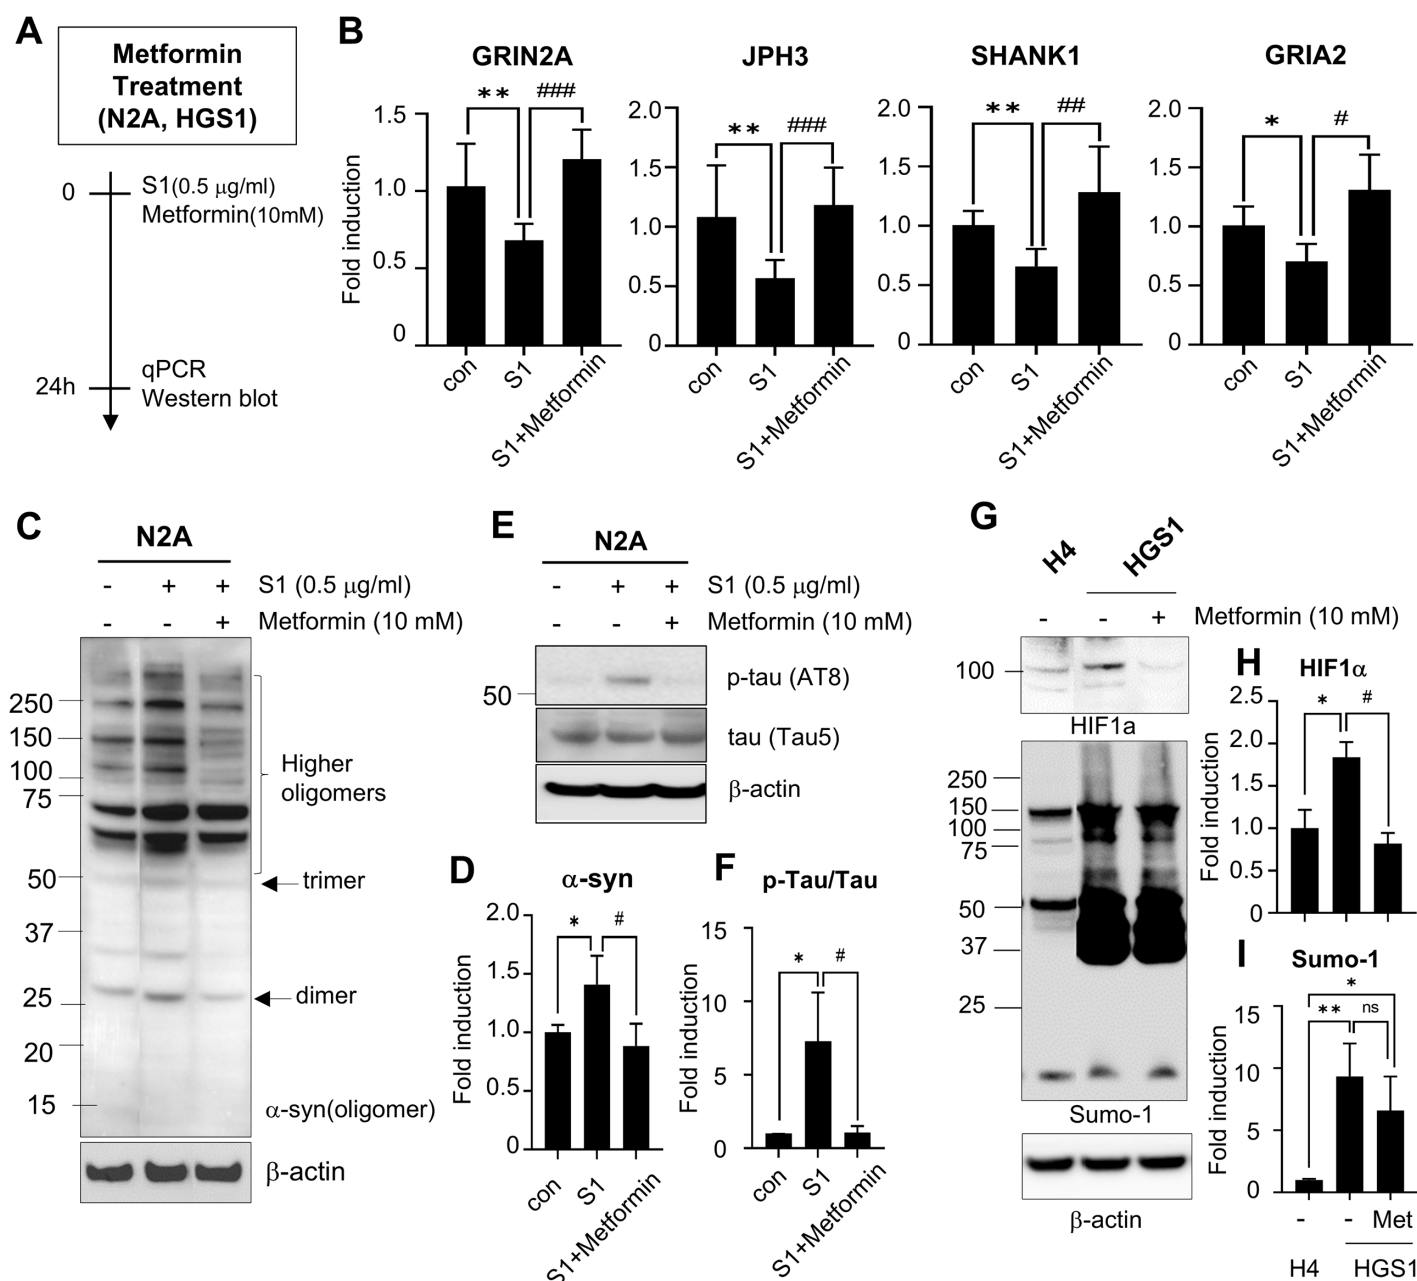 A
Metformin
Treatment
(N2A, HGS1)
0
S1(0.5 μg/ml)
Metformin(10mM)
24h
qPCR
Western blot
B
Fold induction
GRIN2A
** ###
1.5
1.0
0.5
0
con
S1
S1+Metformin
JPH3
** ###
2.0
1.5
1.0
0.5
0
con
S1
S1+Metformin
SHANK1
** ##
2.0
1.5
1.0
0.5
0
con
S1
S1+Metformin
GRIA2
* #
2.0
1.5
1.0
0.5
0
con
S1
S1+Metformin
C
N2A
- + + S1 (0.5 μg/ml)
- - + Metformin (10 mM)
250
150
100
75
50
37
25
20
15
Higher
oligomers
trimer
dimer
α-syn(oligomer)
β-actin
D
α-syn
* #
Fold induction
2.0
1.5
1.0
0.5
0
con
S1
S1+Metformin
E
N2A
- + + S1 (0.5 μg/ml)
- - + Metformin (10 mM)
50
p-tau (AT8)
tau (Tau5)
β-actin
F
p-Tau/Tau
* #
Fold induction
15
10
5
0
con
S1
S1+Metformin
G
H4
HGS1
- - + Metformin (10 mM)
100
HIF1a
250
150
100
75
50
37
25
Sumo-1
β-actin
H
HIF1α
* #
Fold induction
2.5
2.0
1.5
1.0
0.5
0
I
Sumo-1
*
** ns
Fold induction
15
10
5
0
- - Met
H4 HGS1